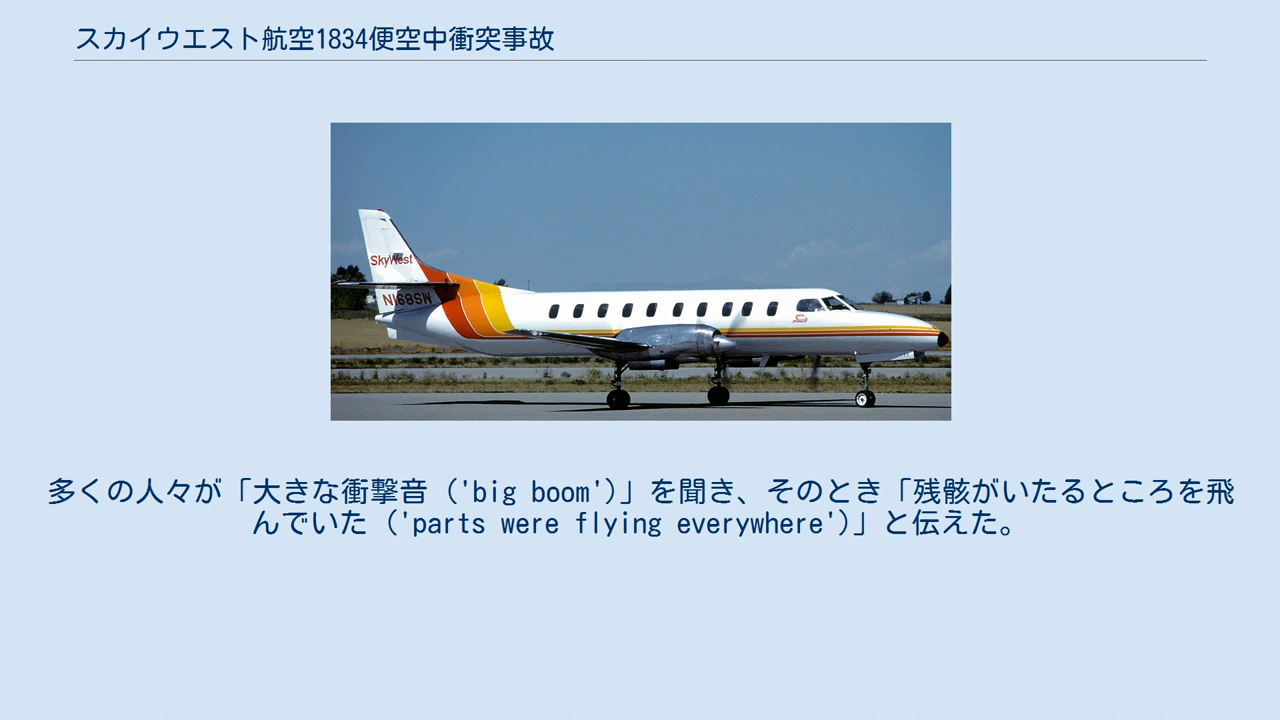 スカイウエスト航空1834便空中衝突事故
SkyWest
N168SW
多くの人々が「大きな衝撃音（'big boom'）」を聞き、そのとき「残骸がいたるところを飛
んでいた（'parts were flying everywhere'）」と伝えた。